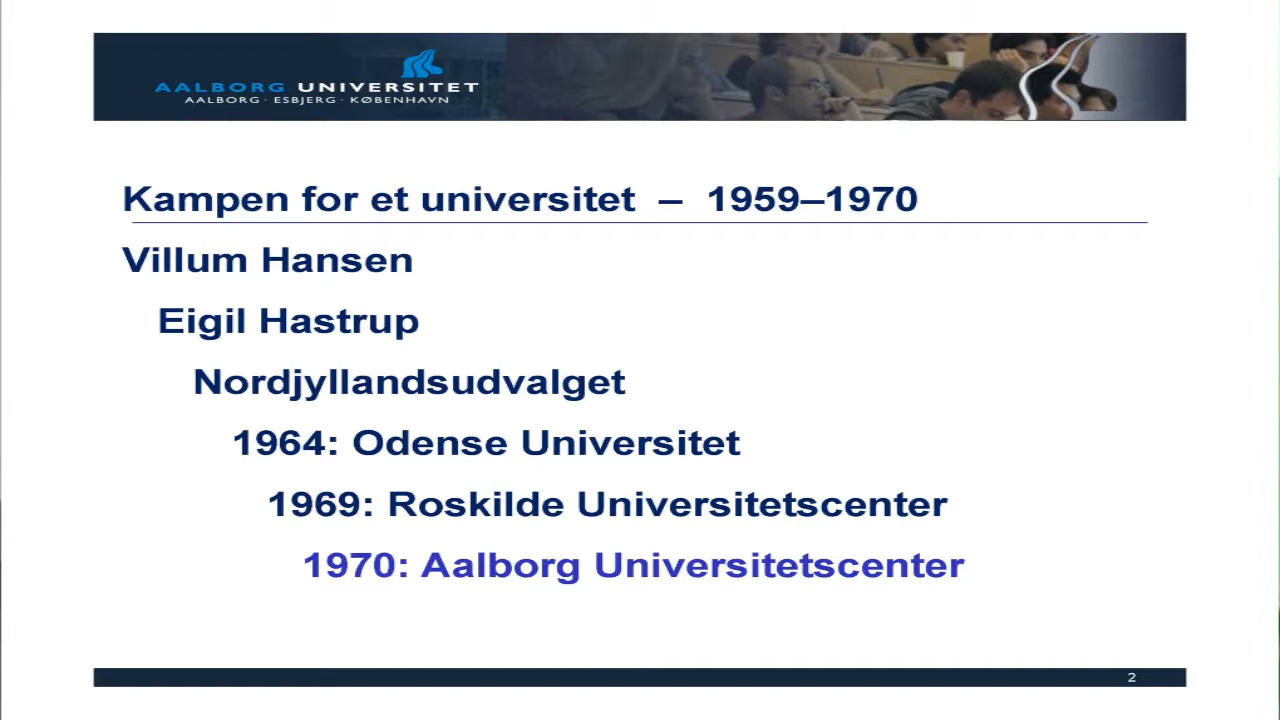 AALBORG UNIVERSITET
AALBORG · ESBJERG · KØBENHAVN
Kampen for et universitet – 1959–1970
Villum Hansen
Eigil Hastrup
Nordjyllandsudvalget
1964: Odense Universitet
1969: Roskilde Universitetscenter
1970: Aalborg Universitetscenter
2